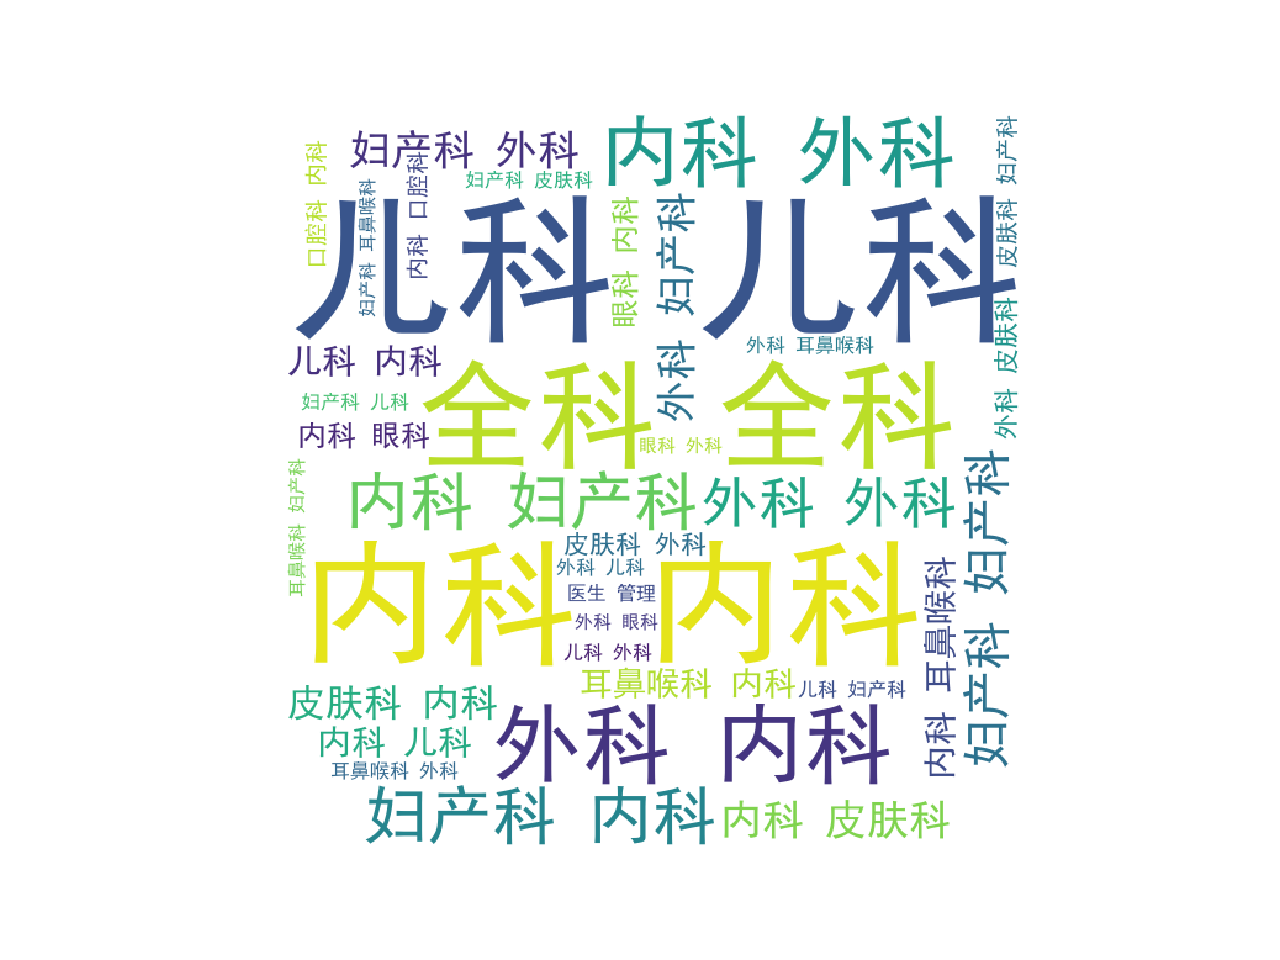 妇产科 外科
内科 外科
妇产科 皮肤科
口腔科 内科
妇产科 耳鼻喉科
内科 口腔科
儿科 儿科
眼科 内科
外科 妇产科
皮肤科 妇产科
外科 皮肤科
外科 耳鼻喉科
儿科 内科
全科 全科
妇产科 儿科
内科 眼科
眼科 外科
耳鼻喉科 妇产科
内科 妇产科
外科 外科
妇产科 妇产科
皮肤科 外科
内科 内科
外科 儿科
医生 管理
外科 眼科
儿科 外科
内科 耳鼻喉科
耳鼻喉科 内科
儿科 妇产科
皮肤科 内科
外科 内科
内科 儿科
耳鼻喉科 外科
妇产科 内科
内科 皮肤科